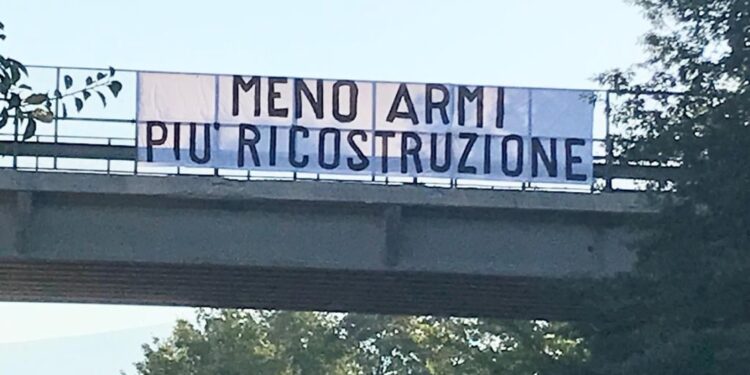 MENO ARMI
PIU' RICOSTRUZIONE